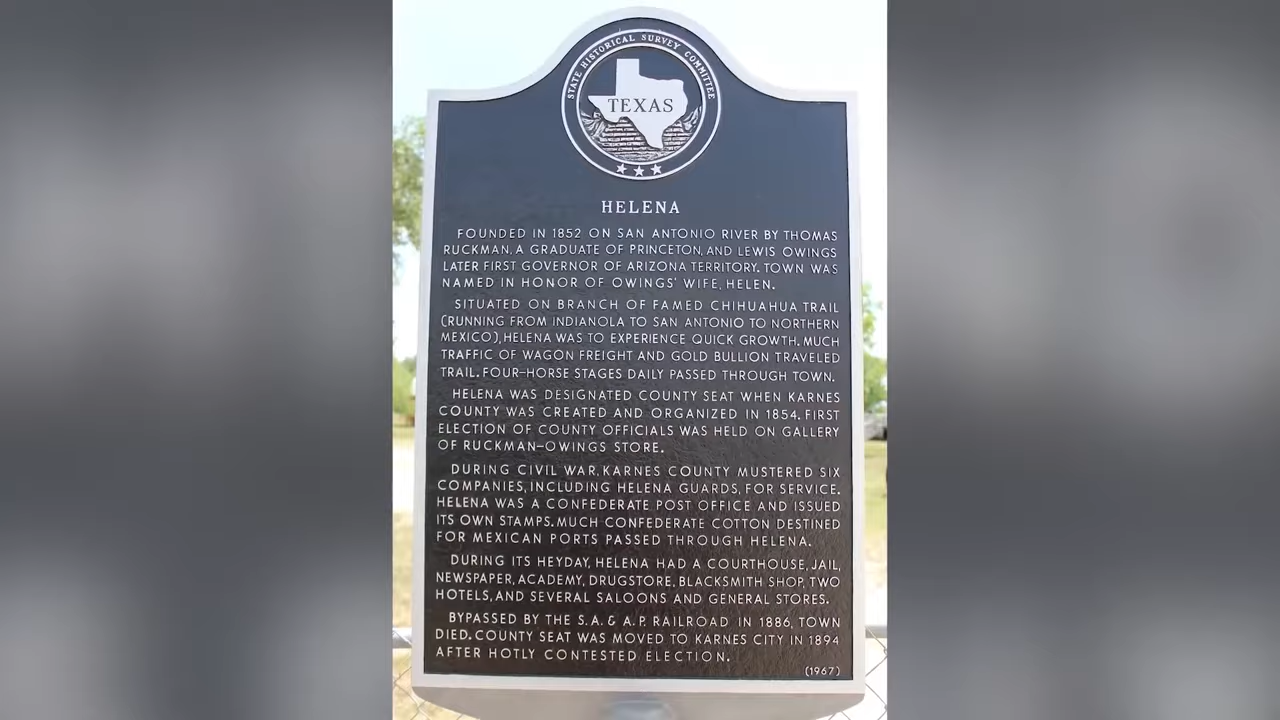 STATE HISTORICAL SURVEY COMMITTEE
TEXAS
HELENA
FOUNDED IN 1852 ON SAN ANTONIO RIVER BY THOMAS
RUCKMAN, A GRADUATE OF PRINCETON, AND LEWIS OWINGS
LATER FIRST GOVERNOR OF ARIZONA TERRITORY. TOWN WAS
NAMED IN HONOR OF OWINGS' WIFE, HELEN.
SITUATED ON BRANCH OF FAMED CHIHUAHUA TRAIL
(RUNNING FROM INDIANOLA TO SAN ANTONIO TO NORTHERN
MEXICO), HELENA WAS TO EXPERIENCE QUICK GROWTH. MUCH
TRAFFIC OF WAGON FREIGHT AND GOLD BULLION TRAVELED
TRAIL. FOUR-HORSE STAGES DAILY PASSED THROUGH TOWN.
HELENA WAS DESIGNATED COUNTY SEAT WHEN KARNES
COUNTY WAS CREATED AND ORGANIZED IN 1854. FIRST
ELECTION OF COUNTY OFFICIALS WAS HELD ON GALLERY
OF RUCKMAN-OWINGS STORE.
DURING CIVIL WAR, KARNES COUNTY MUSTERED SIX
COMPANIES, INCLUDING HELENA GUARDS, FOR SERVICE.
HELENA WAS A CONFEDERATE POST OFFICE AND ISSUED
ITS OWN STAMPS. MUCH CONFEDERATE COTTON DESTINED
FOR MEXICAN PORTS PASSED THROUGH HELENA.
DURING ITS HEYDAY, HELENA HAD A COURTHOUSE, JAIL,
NEWSPAPER, ACADEMY, DRUGSTORE, BLACKSMITH SHOP, TWO
HOTELS, AND SEVERAL SALOONS AND GENERAL STORES.
BYPASSED BY THE S.A. & A.P. RAILROAD IN 1886, TOWN
DIED. COUNTY SEAT WAS MOVED TO KARNES CITY IN 1894
AFTER HOTLY CONTESTED ELECTION.
(1967)